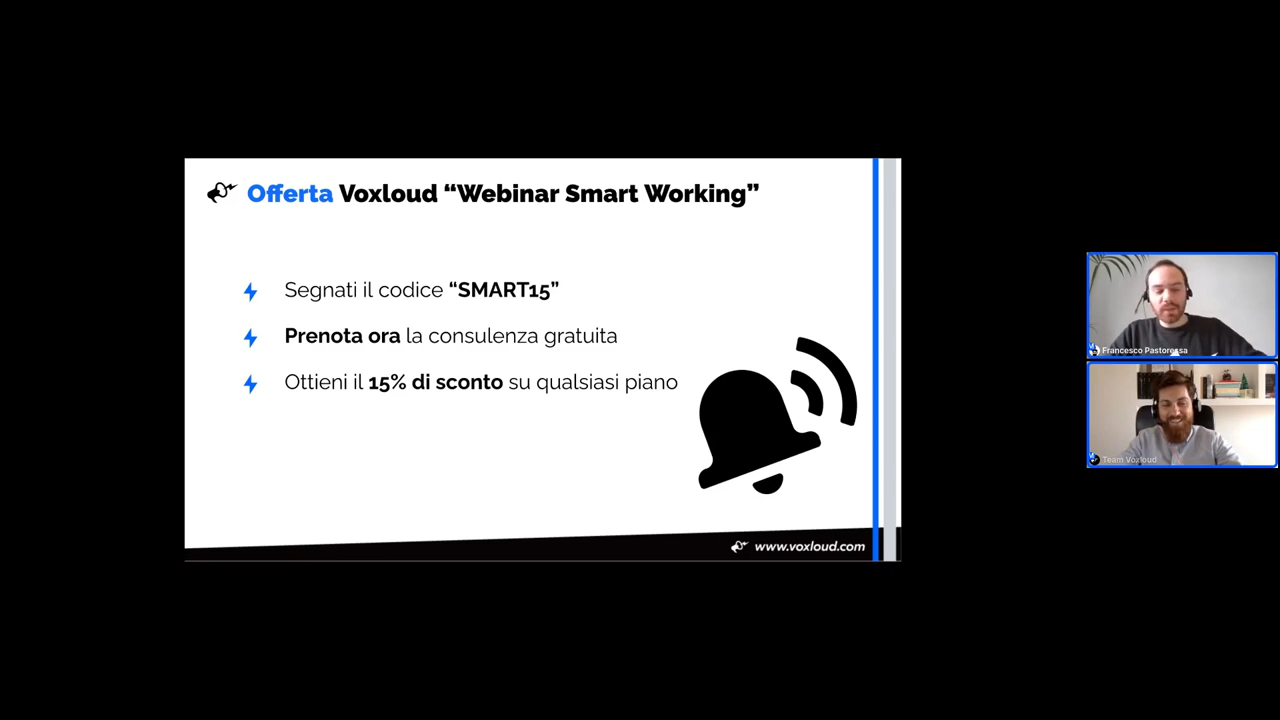 Offerta Voxloud “Webinar Smart Working”
Segnati il codice “SMART15”
Prenota ora la consulenza gratuita
Ottieni il 15% di sconto su qualsiasi piano
www.voxloud.com
Francesco Pastoressa
Team Voxloud